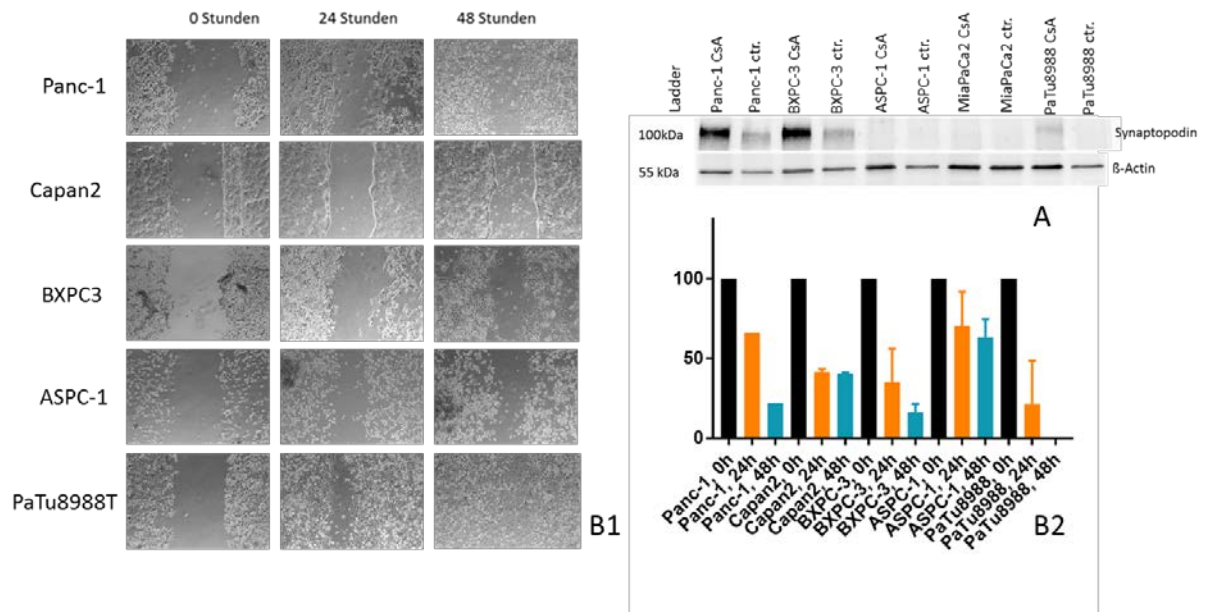 0 Stunden
24 Stunden
48 Stunden
Panc-1
Capan2
BXPC3
ASPC-1
PaTu8988T
B1
Ladder
Panc-1 CsA
Panc-1 ctr.
BXPC-3 CsA
BXPC-3 ctr.
ASPC-1 CsA
ASPC-1 ctr.
MiaPaCa2 CsA
MiaPaCa2 ctr.
PaTu8988 CsA
PaTu8988 ctr.
100kDa
Synaptopodin
55 kDa
ß-Actin
A
100
50
0
Panc-1, 0h
Panc-1, 24h
Panc-1, 48h
Capan2, 0h
Capan2, 24h
Capan2 48h
BXPC-3, 0h
BXPC-3, 24h
BXPC-3, 48h
ASPC-1, 0h
ASPC-1, 24h
ASPC-1, 48h
PaTu8988, 0h
PaTu8988, 24h
PaTu8988, 48h
B2